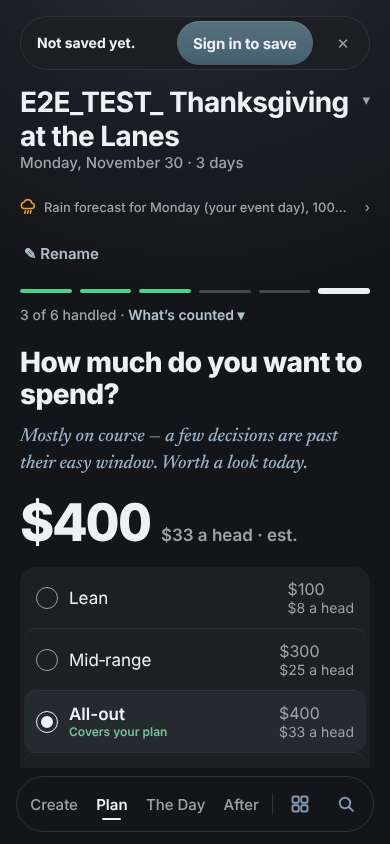 Not saved yet.
Sign in to save
×
E2E_TEST_ Thanksgiving ▾
at the Lanes
Monday, November 30 · 3 days
Rain forecast for Monday (your event day), 100... ›
✎ Rename
3 of 6 handled · What's counted ▾
How much do you want to
spend?
Mostly on course – a few decisions are past
their easy window. Worth a look today.
$400 $33 a head · est.
Lean
$100
$8 a head
Mid-range
$300
$25 a head
All-out
Covers your plan
$400
$33 a head
Create Plan The Day After